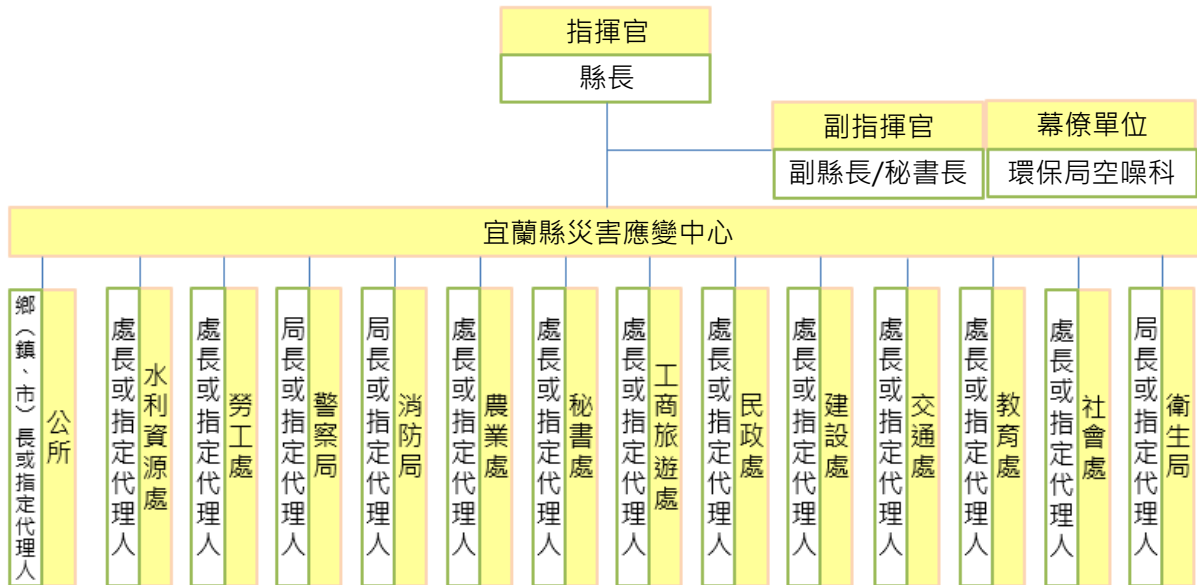 指揮官
縣長
副指揮官
副縣長/秘書長
幕僚單位
環保局空噪科
宜蘭縣災害應變中心
公所
鄉（鎮、市）長或指定代理人
水利資源處
處長或指定代理人
勞工處
處長或指定代理人
警察局
局長或指定代理人
消防局
局長或指定代理人
農業處
處長或指定代理人
秘書處
處長或指定代理人
工商旅遊處
處長或指定代理人
民政處
處長或指定代理人
建設處
處長或指定代理人
交通處
處長或指定代理人
教育處
處長或指定代理人
社會處
處長或指定代理人
衛生局
局長或指定代理人